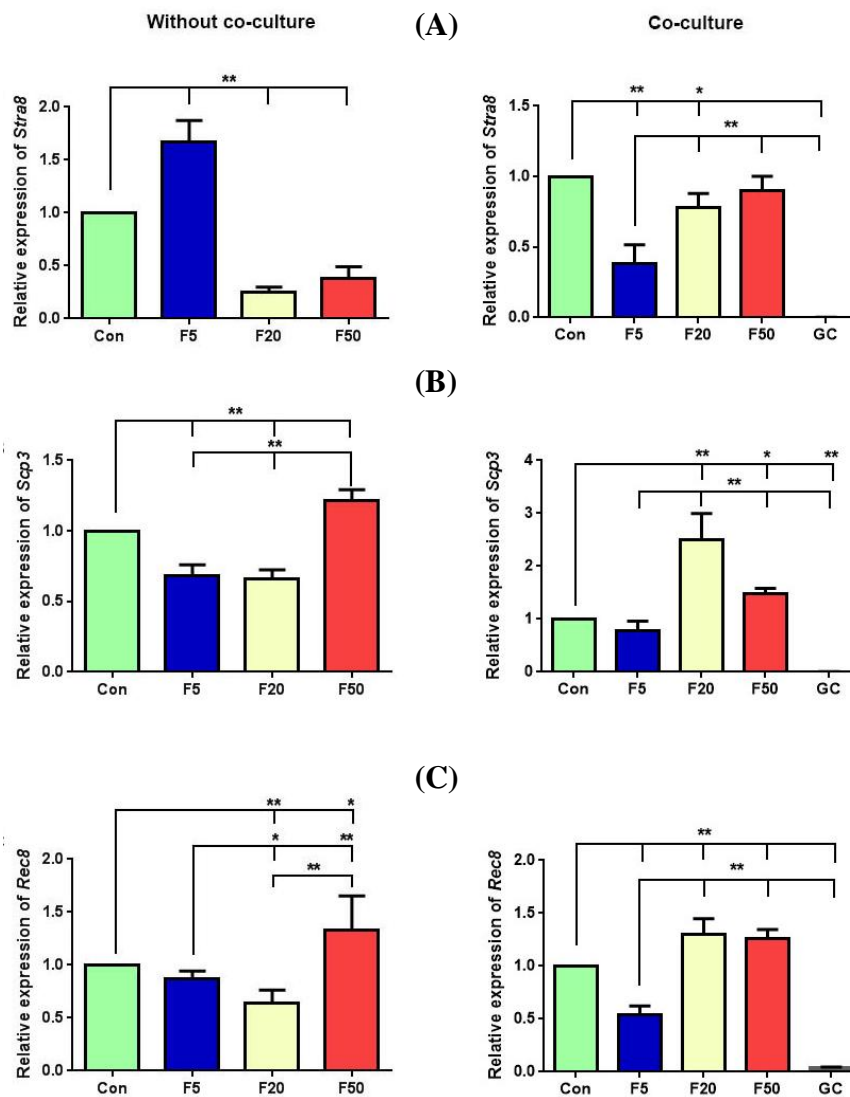 Without co-culture
(A)
Co-culture
**
2.0
1.5
1.0
0.5
0.0
Relative expression of Stra8
Con
F5
F20
F50
**
*
**
1.5
1.0
0.5
0.0
Relative expression of Stra8
Con
F5
F20
F50
GC
(B)
**
**
1.5
1.0
0.5
0.0
Relative expression of Scp3
Con
F5
F20
F50
**
*
**
**
4
3
2
1
0
Relative expression of Scp3
Con
F5
F20
F50
GC
(C)
**
*
*
**
**
2.0
1.5
1.0
0.5
0.0
Relative expression of Rec8
Con
F5
F20
F50
**
**
2.0
1.5
1.0
0.5
0.0
Relative expression of Rec8
Con
F5
F20
F50
GC